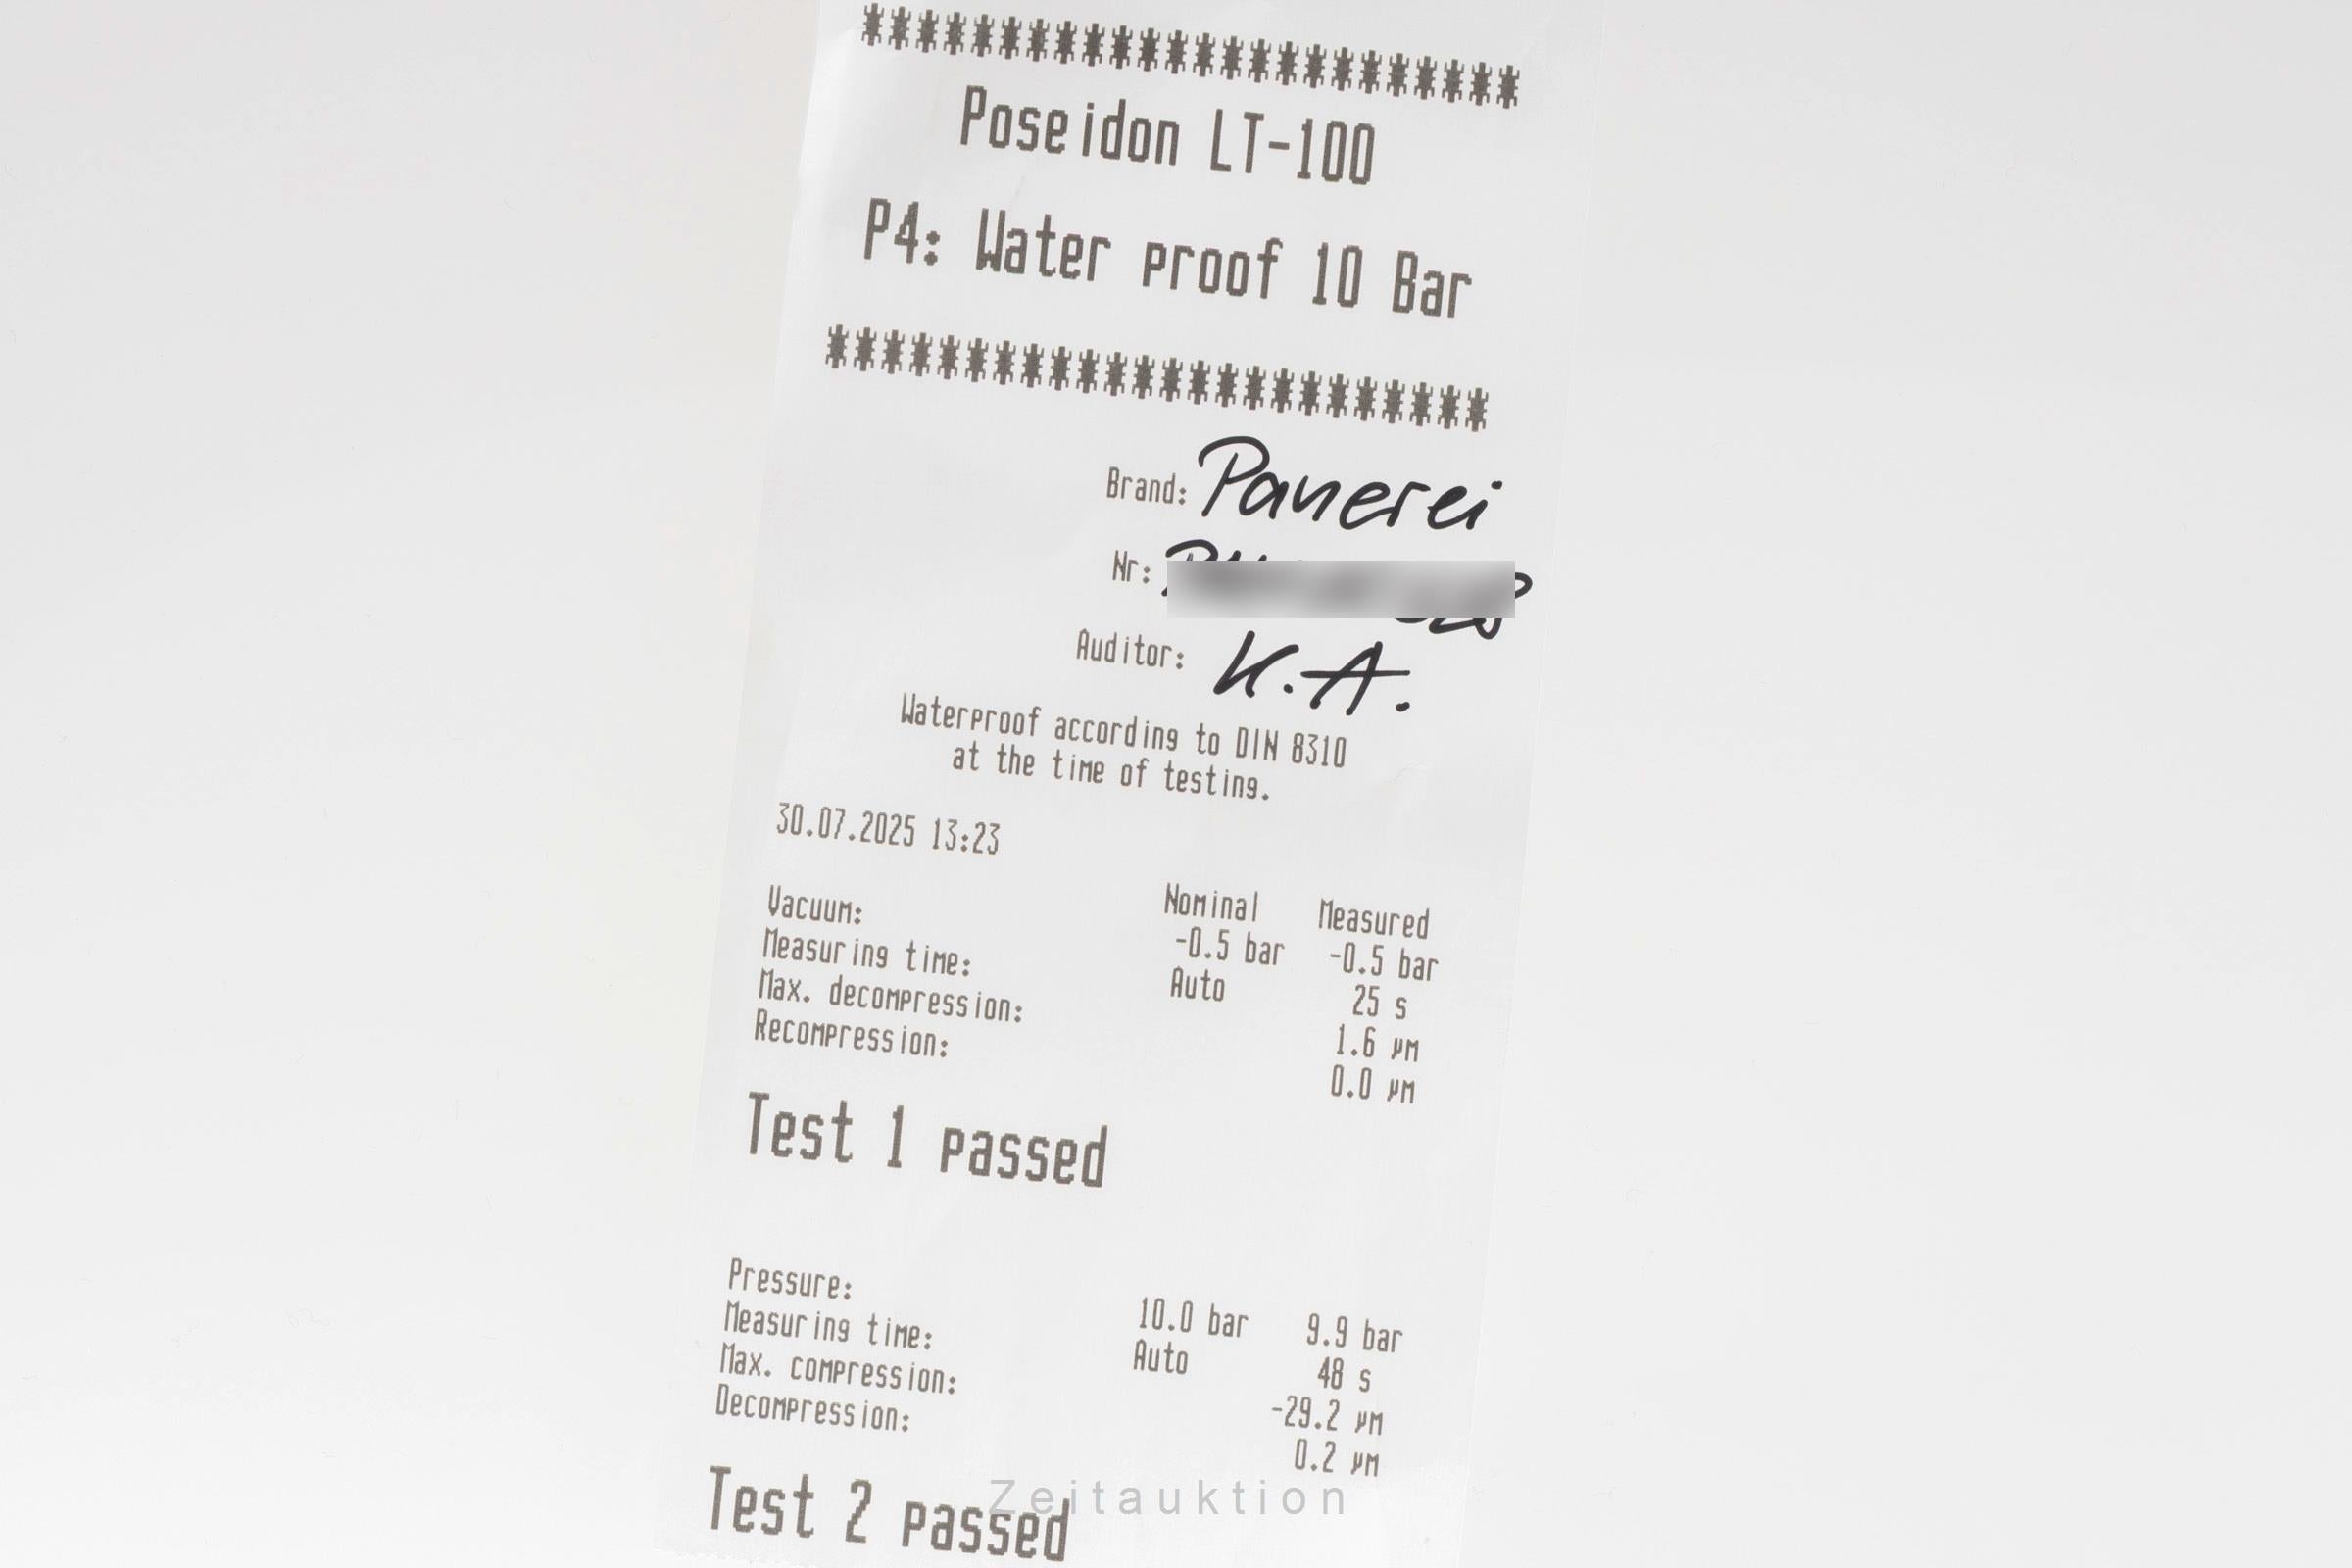 ************************
Poseidon LT-100
P4: Water proof 10 Bar
************************
Brand: Panerei
Nr:
Auditor: K.A.
Waterproof according to DIN 8310
at the time of testing.
30.07.2025 13:23
Nominal Measured
Vacuum: -0.5 bar -0.5 bar
Measuring time: Auto 25 s
Max. decompression: 1.6 µm
Recompression: 0.0 µm
Test 1 passed
Pressure: 10.0 bar 9.9 bar
Measuring time: Auto 48 s
Max. compression: -29.2 µm
Decompression: 0.2 µm
Test 2 passed
Zeitauktion